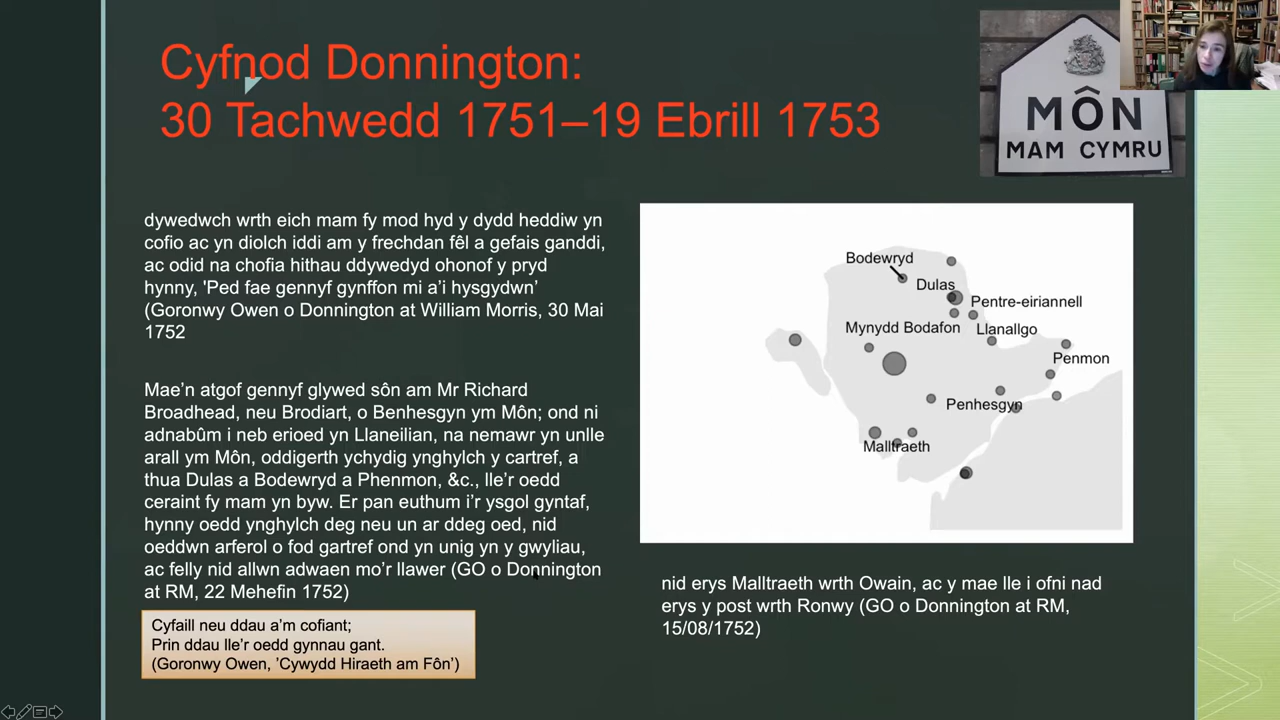 Cyfnod Donnington:
30 Tachwedd 1751–19 Ebrill 1753
MÔN
MAM CYMRU
dywedwch wrth eich mam fy mod hyd y dydd heddiw yn
cofio ac yn diolch iddi am y frechdan fêl a gefais ganddi,
ac odid na chofia hithau ddywedyd ohonof y pryd
hynny, 'Ped fae gennyf gynffon mi a'i hysgydwn’
(Goronwy Owen o Donnington at William Morris, 30 Mai
1752
Mae’n atgof gennyf glywed sôn am Mr Richard
Broadhead, neu Brodiart, o Benhesgyn ym Môn; ond ni
adnabûm i neb erioed yn Llaneilian, na nemawr yn unlle
arall ym Môn, oddigerth ychydig ynghylch y cartref, a
thua Dulas a Bodewryd a Phenmon, &c., lle’r oedd
ceraint fy mam yn byw. Er pan euthum i’r ysgol gyntaf,
hynny oedd ynghylch deg neu un ar ddeg oed, nid
oeddwn arferol o fod gartref ond yn unig yn y gwyliau,
ac felly nid allwn adwaen mo’r llawer (GO o Donnington
at RM, 22 Mehefin 1752)
Cyfaill neu ddau a’m cofiant;
Prin ddau lle’r oedd gynnau gant.
(Goronwy Owen, ’Cywydd Hiraeth am Fôn’)
Bodewryd
Dulas
Pentre-eiriannell
Mynydd Bodafon
Llanallgo
Penmon
Penhesgyn
Malltraeth
nid erys Malltraeth wrth Owain, ac y mae lle i ofni nad
erys y post wrth Ronwy (GO o Donnington at RM,
15/08/1752)